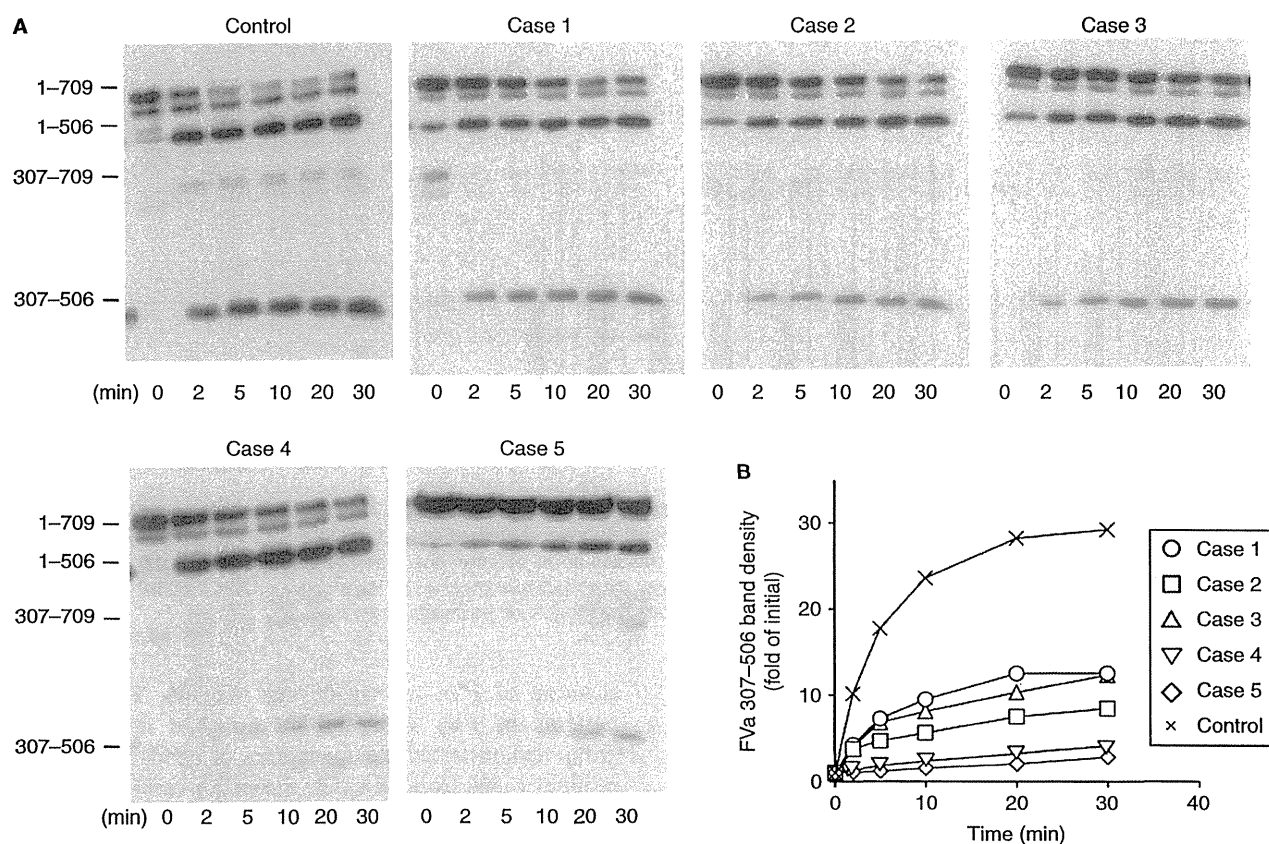 A
Control
Case 1
Case 2
Case 3
1–709
1–506
307–709
307–506
(min) 0 2 5 10 20 30
0 2 5 10 20 30
0 2 5 10 20 30
0 2 5 10 20 30
Case 4
Case 5
1–709
1–506
307–709
307–506
(min) 0 2 5 10 20 30
0 2 5 10 20 30
B
FVa 307–506 band density
(fold of initial)
30
20
10
0
0 10 20 30 40
Time (min)
Case 1
Case 2
Case 3
Case 4
Case 5
Control